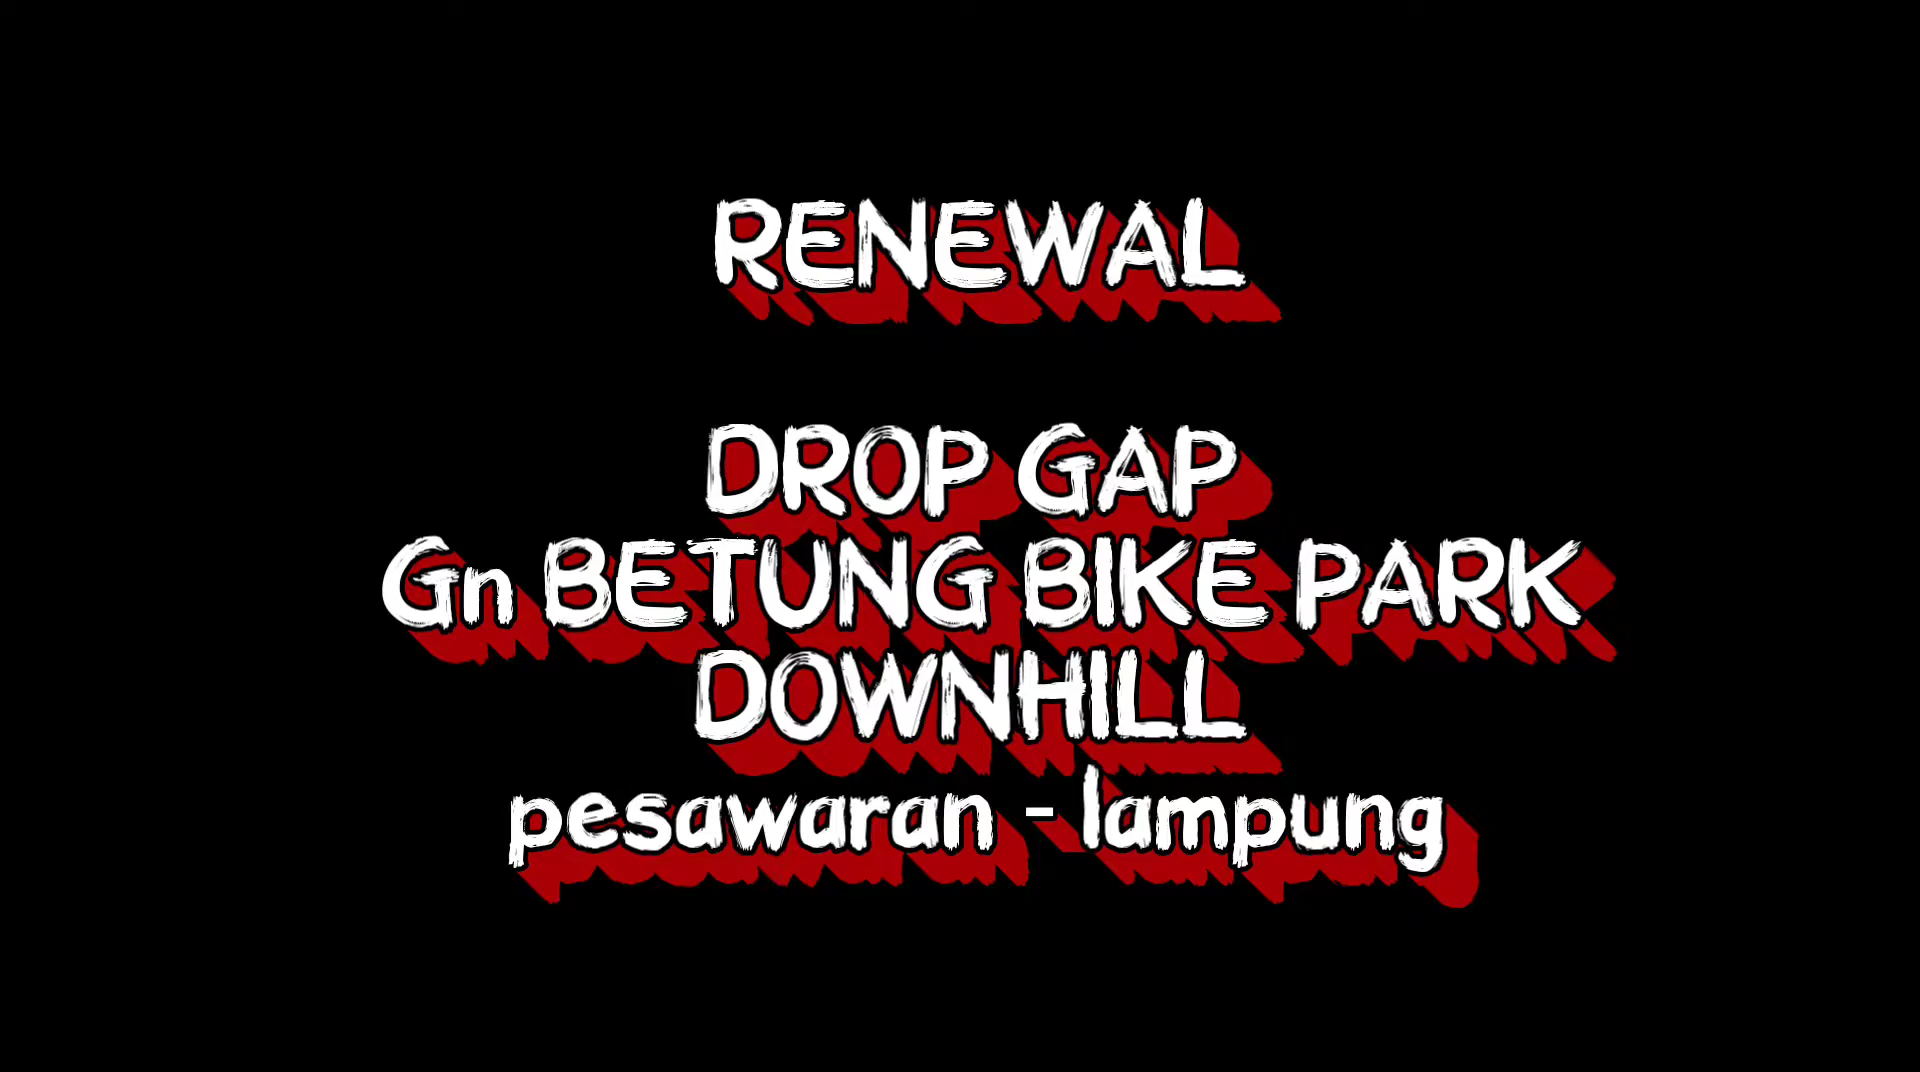 RENEWAL
DROP GAP
Gn BETUNG BIKE PARK
DOWNHILL
pesawaran - lampung